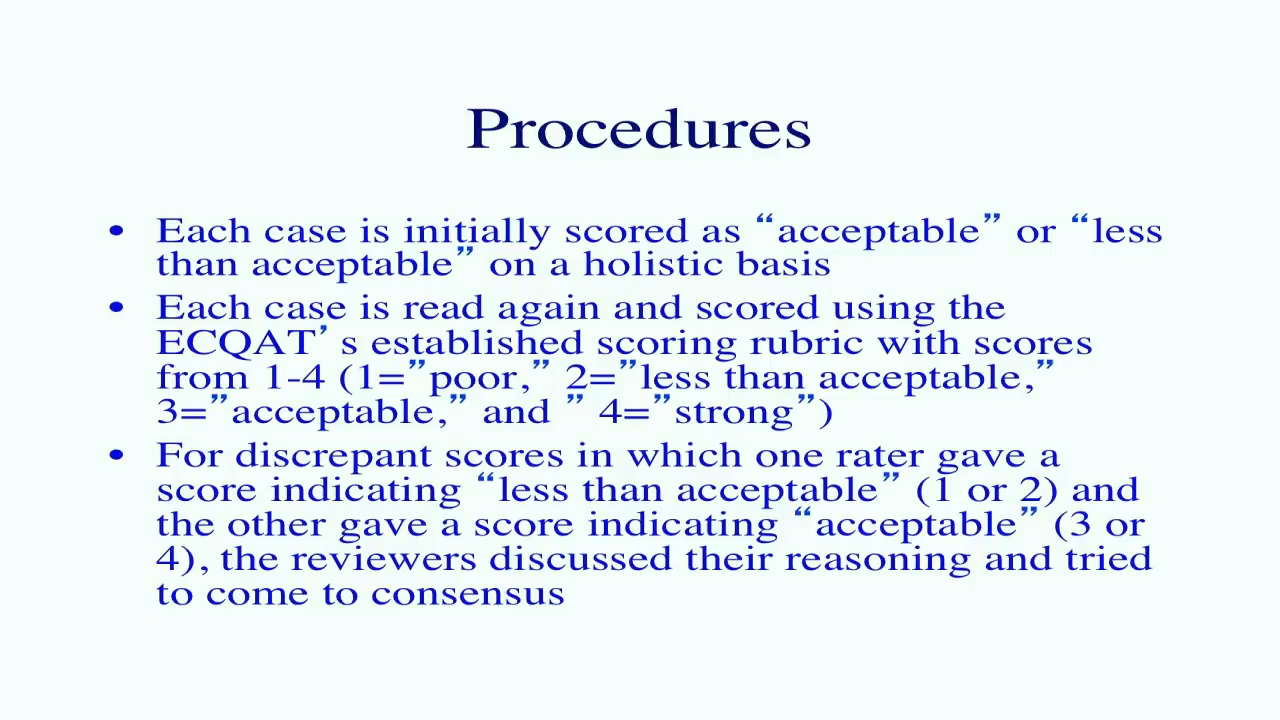 Procedures
• Each case is initially scored as “acceptable” or “less
than acceptable” on a holistic basis
• Each case is read again and scored using the
ECQAT’s established scoring rubric with scores
from 1-4 (1=”poor,” 2=”less than acceptable,”
3=”acceptable,” and ” 4=”strong”)
• For discrepant scores in which one rater gave a
score indicating “less than acceptable” (1 or 2) and
the other gave a score indicating “acceptable” (3 or
4), the reviewers discussed their reasoning and tried
to come to consensus